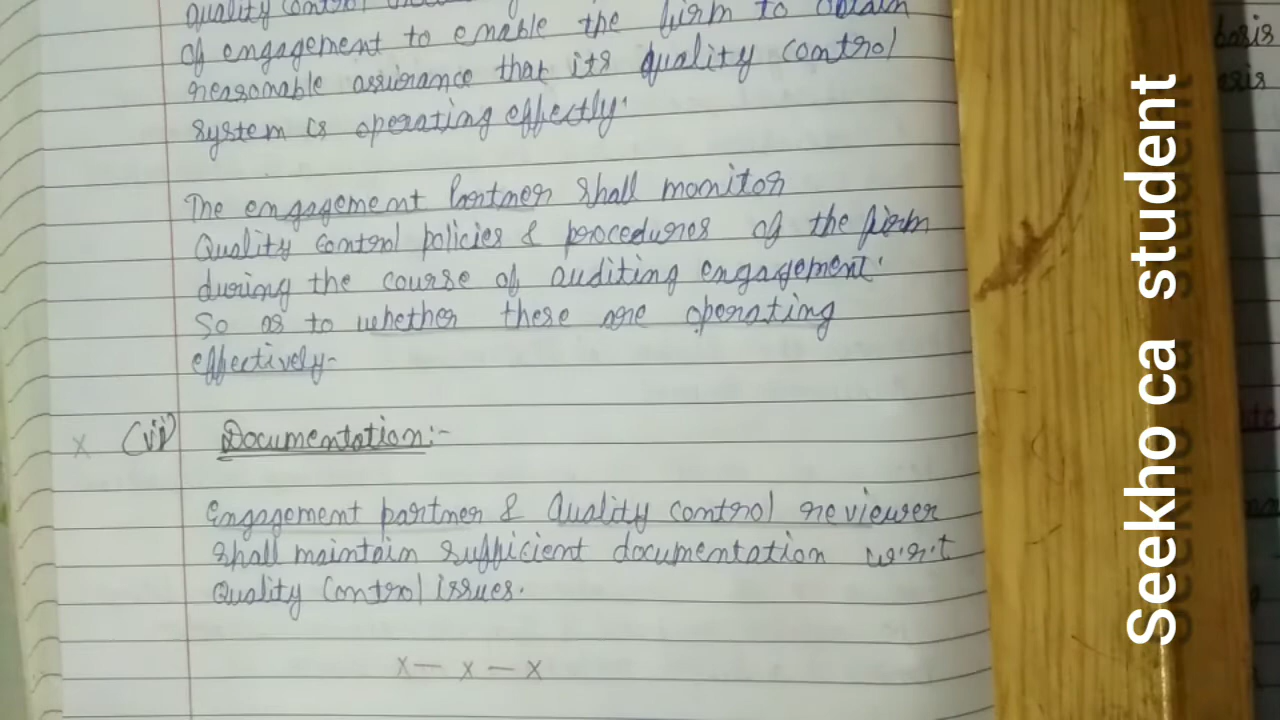 quality control
of engagement to enable the firm to obtain
reasonable assurance that its quality control
system is operating effectly.
The engagement Partner shall monitor
Quality control policies & procedures of the firm
during the course of auditing engagement.
So as to whether these are operating
effectively-
x (vi) Documentation:-
Engagement partner & Quality control reviewer
shall maintain sufficient documentation w.r.t
Quality Control issues.
x — x — x
basis
Seekho ca student